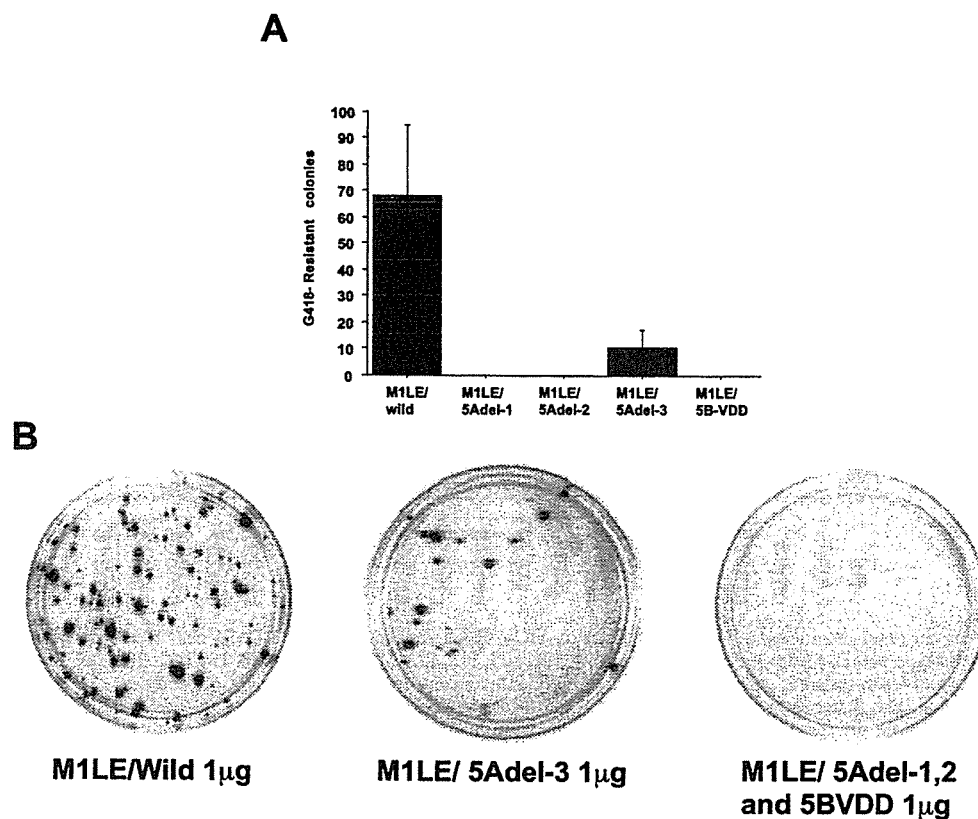 A
G418- Resistant colonies
100
90
80
70
60
50
40
30
20
10
0
M1LE/
wild
M1LE/
5Adel-1
M1LE/
5Adel-2
M1LE/
5Adel-3
M1LE/
5B-VDD
B
M1LE/Wild 1μg
M1LE/ 5Adel-3 1μg
M1LE/ 5Adel-1,2
and 5BVDD 1μg